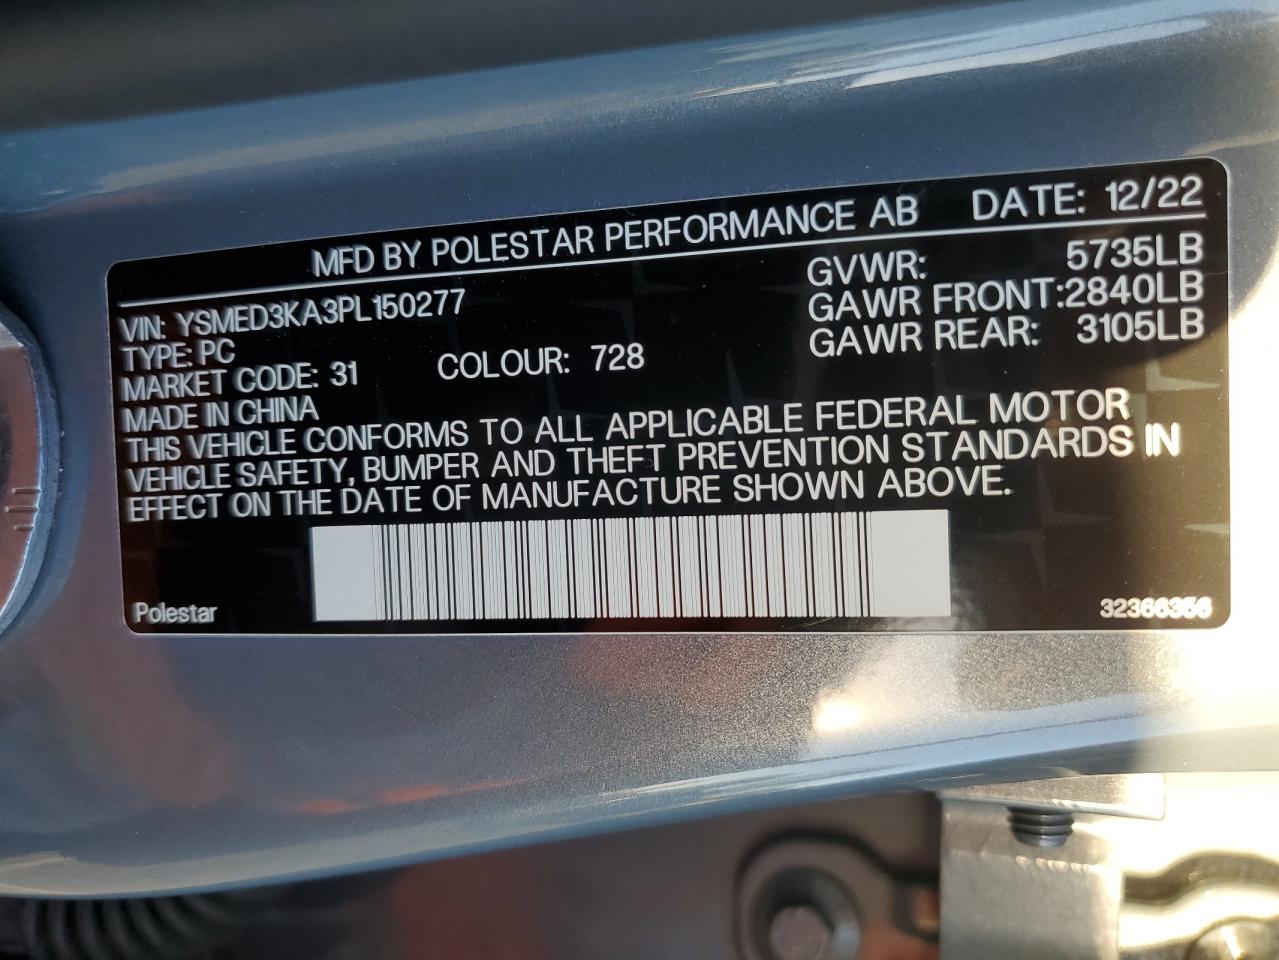 MFD BY POLESTAR PERFORMANCE AB DATE: 12/22
VIN: YSMED3KA3PL150277 GVWR: 5735LB
TYPE: PC GAWR FRONT: 2840LB
MARKET CODE: 31 COLOUR: 728 GAWR REAR: 3105LB
MADE IN CHINA
THIS VEHICLE CONFORMS TO ALL APPLICABLE FEDERAL MOTOR
VEHICLE SAFETY, BUMPER AND THEFT PREVENTION STANDARDS IN
EFFECT ON THE DATE OF MANUFACTURE SHOWN ABOVE.
Polestar 32366356